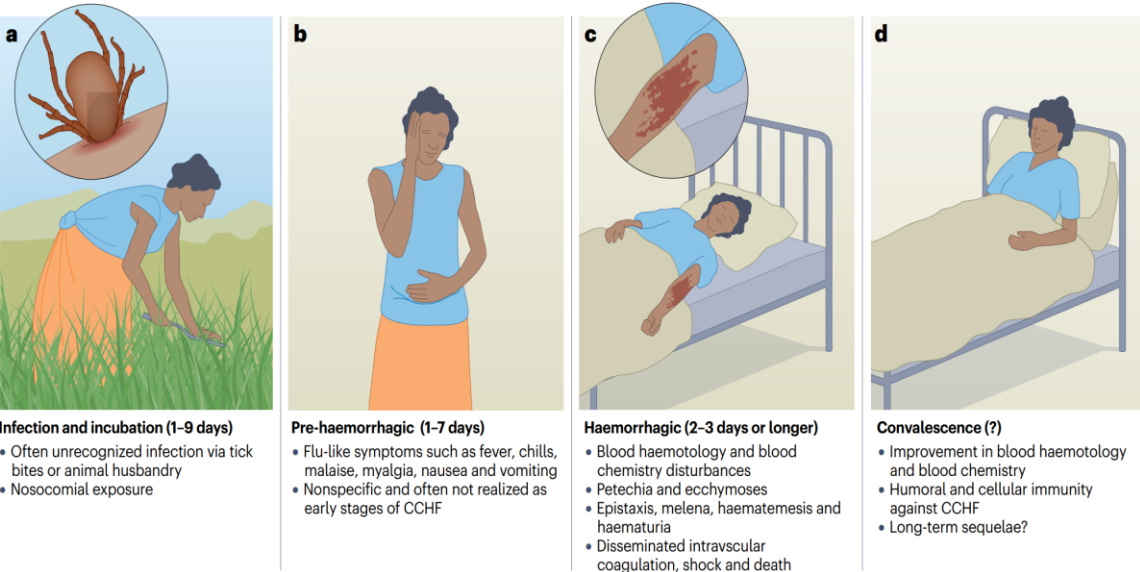 a
b
c
d
Infection and incubation (1–9 days)
• Often unrecognized infection via tick
bites or animal husbandry
• Nosocomial exposure
Pre-haemorrhagic (1–7 days)
• Flu-like symptoms such as fever, chills,
malaise, myalgia, nausea and vomiting
• Nonspecific and often not realized as
early stages of CCHF
Haemorrhagic (2–3 days or longer)
• Blood haemotology and blood
chemistry disturbances
• Petechia and ecchymoses
• Epistaxis, melena, haematemesis and
haematuria
• Disseminated intravscular
coagulation, shock and death
Convalescence (?)
• Improvement in blood haemotology
and blood chemistry
• Humoral and cellular immunity
against CCHF
• Long-term sequelae?